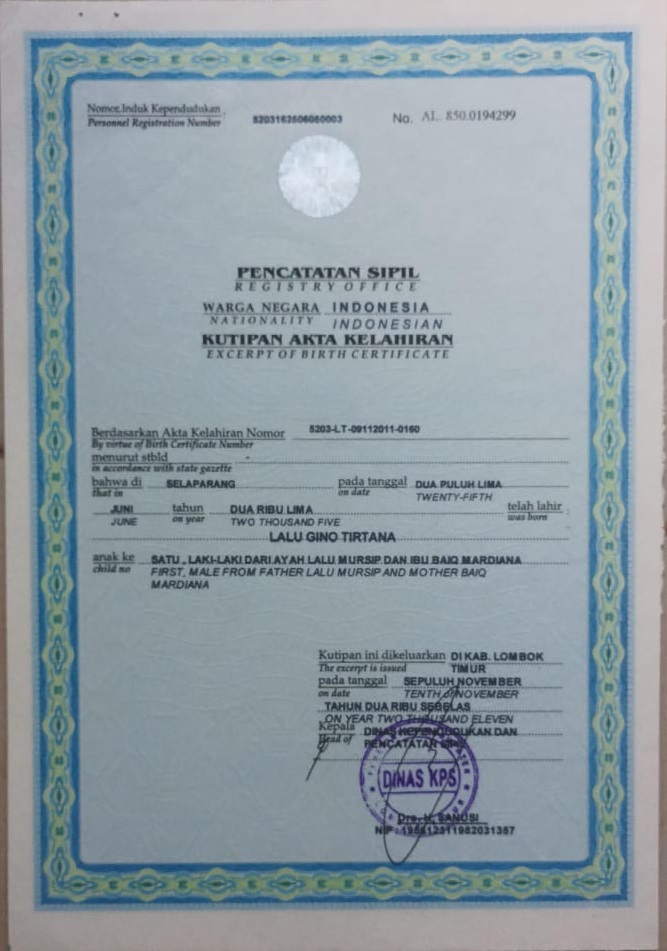 Nomor Induk Kependudukan : 5203162506050003 No. AL. 850.0194299
Personnel Registration Number
PENCATATAN SIPIL
REGISTRY OFFICE
WARGA NEGARA INDONESIA
NATIONALITY INDONESIAN
KUTIPAN AKTA KELAHIRAN
EXCERPT OF BIRTH CERTIFICATE
Berdasarkan Akta Kelahiran Nomor 5203-LT-09112011-0160
By virtue of Birth Certificate Number
menurut stbld -
in accordance with state gazette
bahwa di SELAPARANG pada tanggal DUA PULUH LIMA
that in on date TWENTY-FIFTH
JUNI tahun DUA RIBU LIMA telah lahir :
JUNE on year TWO THOUSAND FIVE was born
LALU GINO TIRTANA
anak ke SATU , LAKI-LAKI DARI AYAH LALU MURSIP DAN IBU BAIQ MARDIANA
child no FIRST, MALE FROM FATHER LALU MURSIP AND MOTHER BAIQ
MARDIANA
Kutipan ini dikeluarkan DI KAB. LOMBOK
The excerpt is issued TIMUR
pada tanggal SEPULUH NOVEMBER
on date TENTH OF NOVEMBER
TAHUN DUA RIBU SEBELAS
ON YEAR TWO THOUSAND ELEVEN
Kepala DINAS KEPENDUDUKAN DAN
Head of PENCATATAN SIPIL
DINAS KPS
Drs. H. SANUSI
NIP :